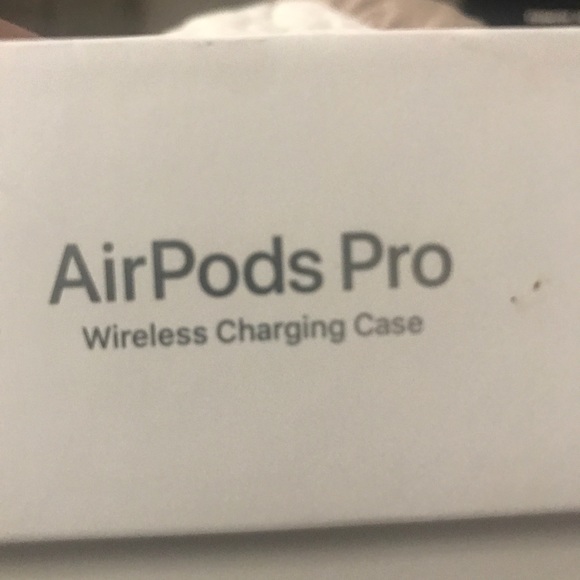 AirPods Pro
Wireless Charging Case